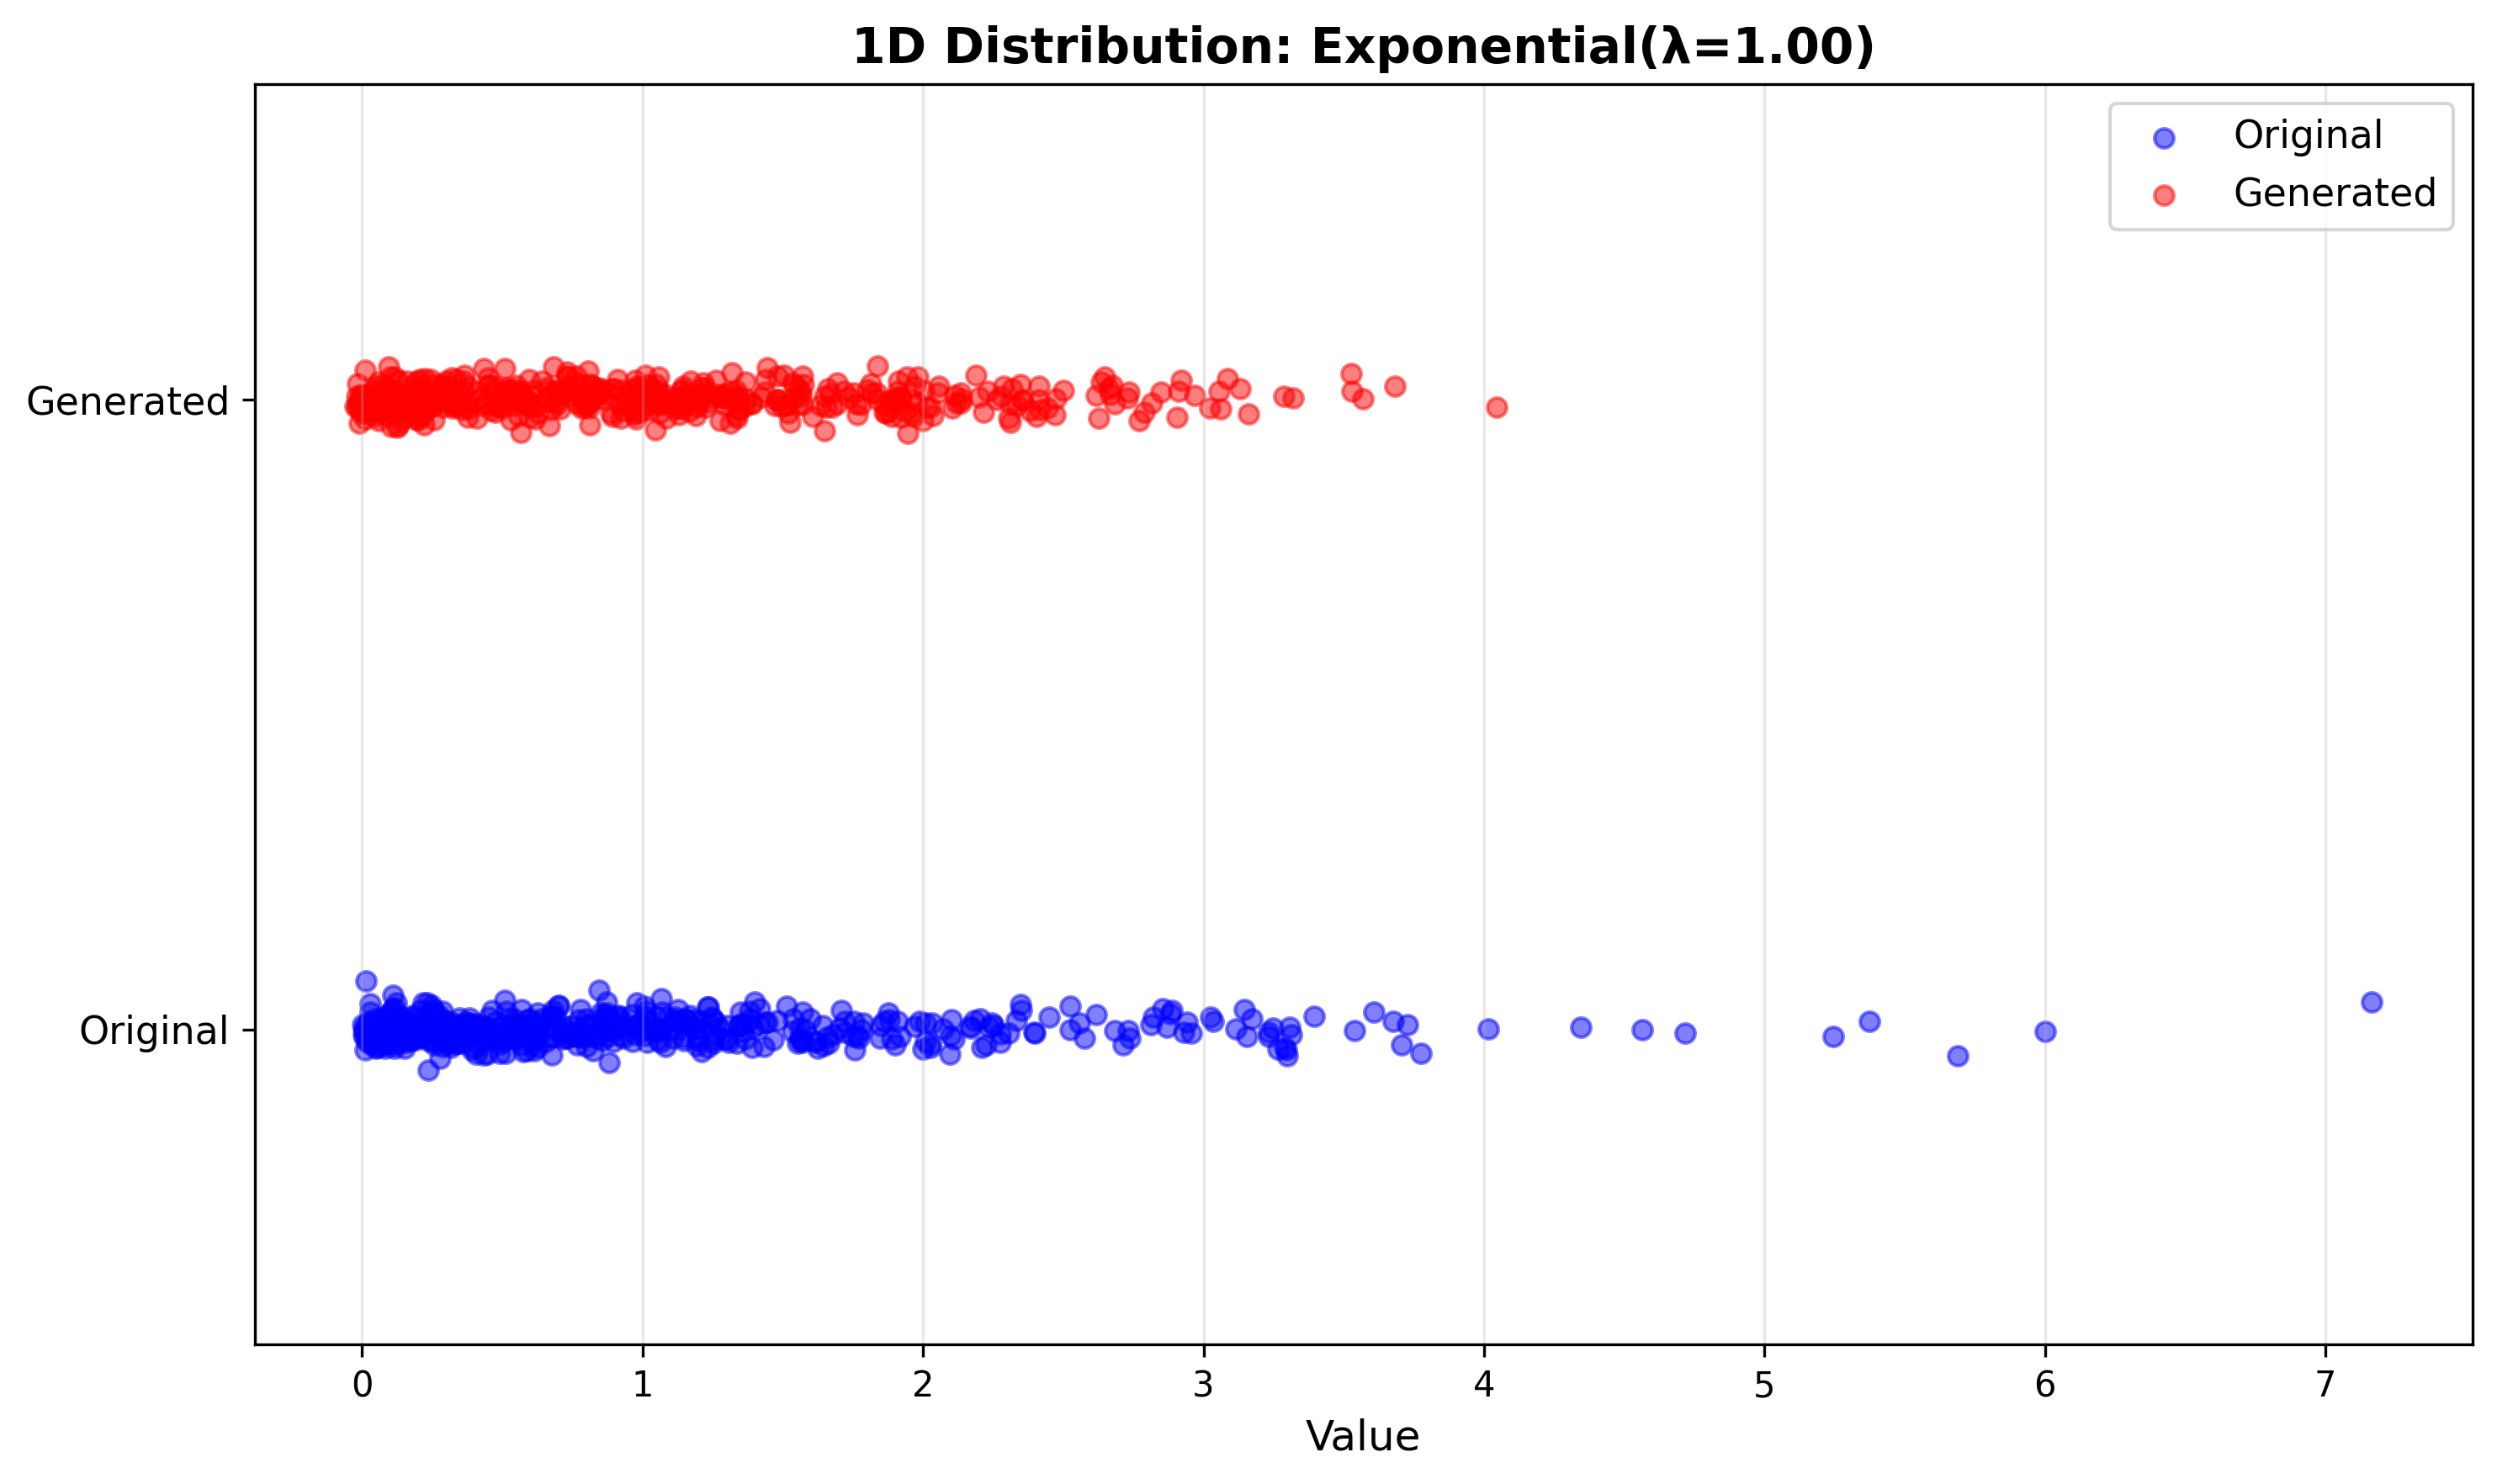 1D Distribution: Exponential(λ=1.00)
Original
Generated
Generated
Original
0 1 2 3 4 5 6 7
Value